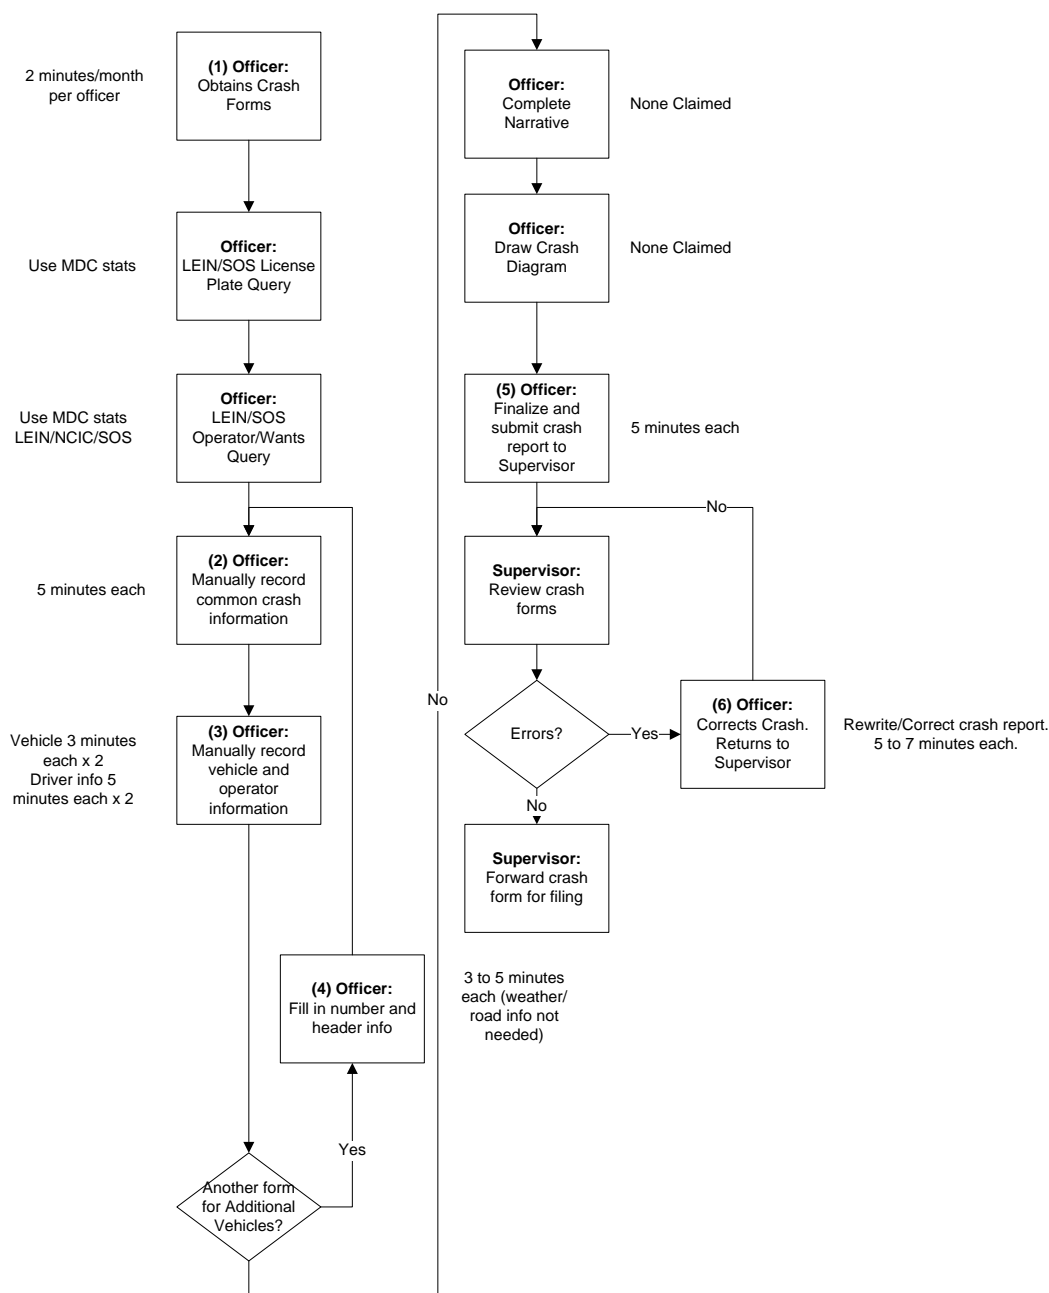 2 minutes/month
per officer
(1) Officer:
Obtains Crash
Forms
Use MDC stats
Officer:
LEIN/SOS License
Plate Query
Use MDC stats
LEIN/NCIC/SOS
Officer:
LEIN/SOS
Operator/Wants
Query
5 minutes each
(2) Officer:
Manually record
common crash
information
Vehicle 3 minutes
each x 2
Driver info 5
minutes each x 2
(3) Officer:
Manually record
vehicle and
operator
information
(4) Officer:
Fill in number and
header info
Yes
Another form
for Additional
Vehicles?
No
Officer:
Complete
Narrative
None Claimed
Officer:
Draw Crash
Diagram
None Claimed
(5) Officer:
Finalize and
submit crash
report to
Supervisor
5 minutes each
No
Supervisor:
Review crash
forms
Errors?
Yes
(6) Officer:
Corrects Crash.
Returns to
Supervisor
Rewrite/Correct crash report.
5 to 7 minutes each.
No
Supervisor:
Forward crash
form for filing
3 to 5 minutes
each (weather/
road info not
needed)